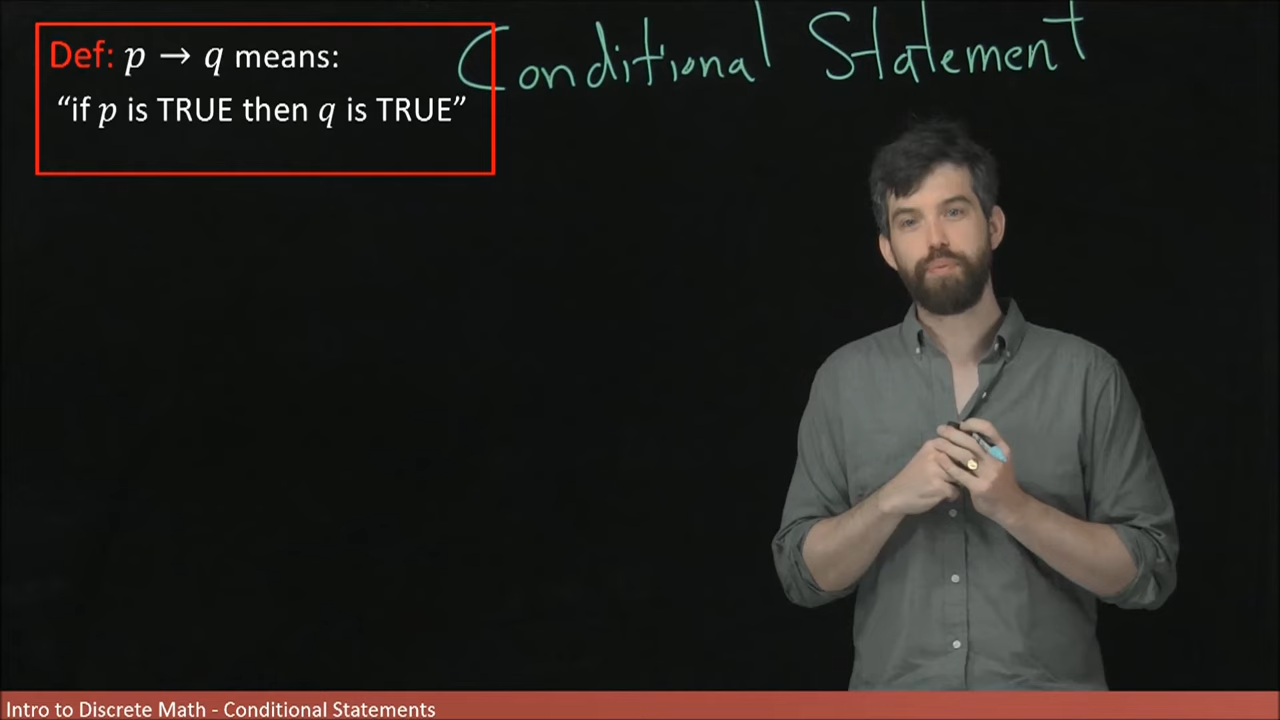 Def: p → q means:
“if p is TRUE then q is TRUE”
Conditional Statement
Intro to Discrete Math - Conditional Statements